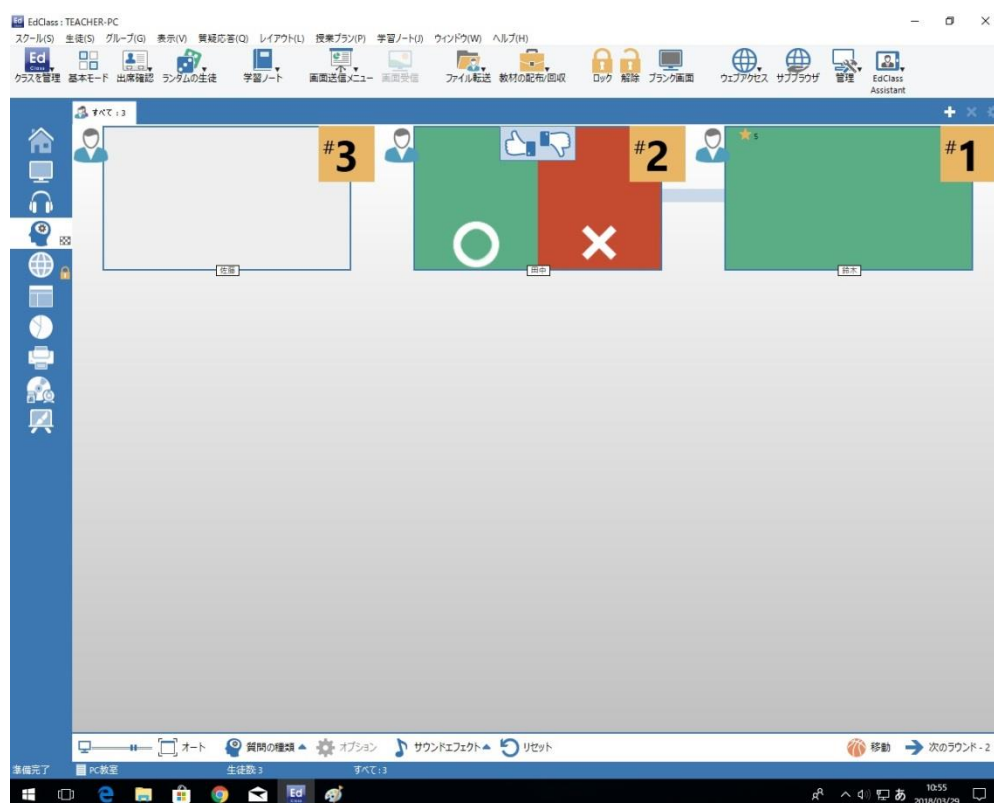 EdClass : TEACHER-PC
スクール(S) 生徒(S) グループ(G) 表示(V) 質疑応答(Q) レイアウト(L) 授業プラン(P) 学習ノート(J) ウィンドウ(W) ヘルプ(H)
Ed
Class
クラスを管理 基本モード 出席確認 ランダムの生徒 学習ノート 画面送信メニュー 画面受信 ファイル転送 教材の配布/回収 ロック 解除 ブランク画面 ウェブアクセス サブブラウザ 管理 EdClass
Assistant
すべて : 3
#3 #2 5 #1
佐藤 田中 鈴木
オート 質問の種類 オプション サウンドエフェクト リセット 移動 次のラウンド - 2
準備完了 PC教室 生徒数: 3 すべて : 3
Ed あ 10:55
2018/03/29